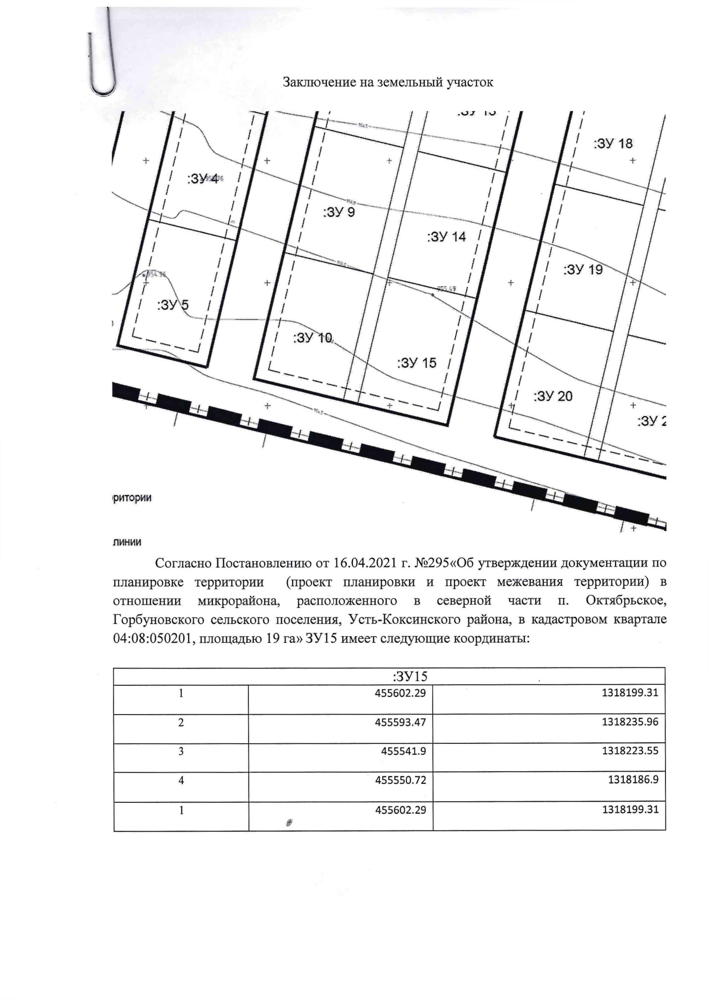 Заключение на земельный участок
:ЗУ 18
:ЗУ 4
:ЗУ 9
:ЗУ 14
:ЗУ 19
954.96
955.49
:ЗУ 5
:ЗУ 10
:ЗУ 15
:ЗУ 20
:ЗУ 2
ритории
линии
Согласно Постановлению от 16.04.2021 г. №295«Об утверждении документации по
планировке территории (проект планировки и проект межевания территории) в
отношении микрорайона, расположенного в северной части п. Октябрьское,
Горбуновского сельского поселения, Усть-Коксинского района, в кадастровом квартале
04:08:050201, площадью 19 га» ЗУ15 имеет следующие координаты:
:ЗУ15
1 455602.29 1318199.31
2 455593.47 1318235.96
3 455541.9 1318223.55
4 455550.72 1318186.9
1 455602.29 1318199.31